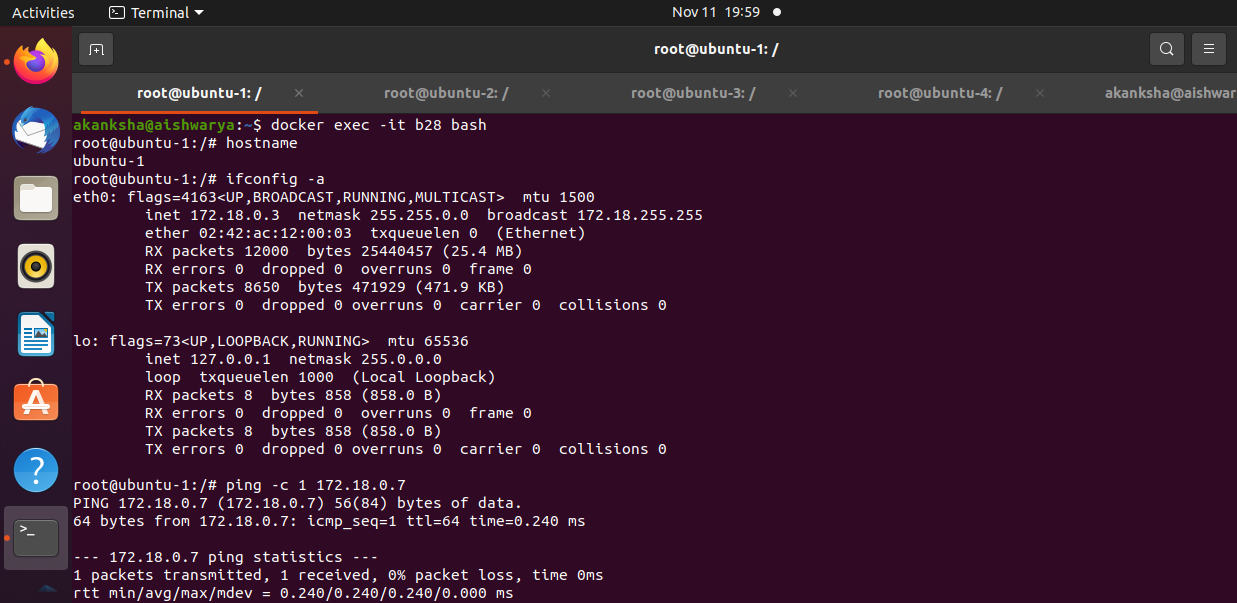 Activities Terminal Nov 11 19:59
root@ubuntu-1: /
root@ubuntu-1: / root@ubuntu-2: / root@ubuntu-3: / root@ubuntu-4: / akanksha@aishwar
akanksha@aishwarya:~$ docker exec -it b28 bash
root@ubuntu-1:/# hostname
ubuntu-1
root@ubuntu-1:/# ifconfig -a
eth0: flags=4163<UP,BROADCAST,RUNNING,MULTICAST>  mtu 1500
        inet 172.18.0.3  netmask 255.255.0.0  broadcast 172.18.255.255
        ether 02:42:ac:12:00:03  txqueuelen 0  (Ethernet)
        RX packets 12000  bytes 25440457 (25.4 MB)
        RX errors 0  dropped 0  overruns 0  frame 0
        TX packets 8650  bytes 471929 (471.9 KB)
        TX errors 0  dropped 0 overruns 0  carrier 0  collisions 0
lo: flags=73<UP,LOOPBACK,RUNNING>  mtu 65536
        inet 127.0.0.1  netmask 255.0.0.0
        loop  txqueuelen 1000  (Local Loopback)
        RX packets 8  bytes 858 (858.0 B)
        RX errors 0  dropped 0  overruns 0  frame 0
        TX packets 8  bytes 858 (858.0 B)
        TX errors 0  dropped 0 overruns 0  carrier 0  collisions 0
root@ubuntu-1:/# ping -c 1 172.18.0.7
PING 172.18.0.7 (172.18.0.7) 56(84) bytes of data.
64 bytes from 172.18.0.7: icmp_seq=1 ttl=64 time=0.240 ms
--- 172.18.0.7 ping statistics ---
1 packets transmitted, 1 received, 0% packet loss, time 0ms
rtt min/avg/max/mdev = 0.240/0.240/0.240/0.000 ms